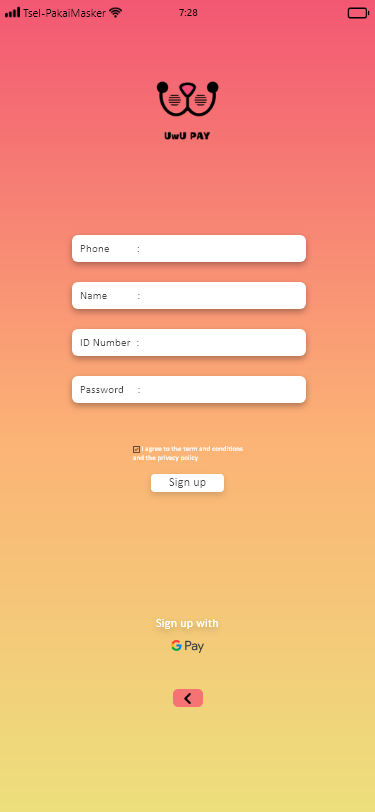 Tsel-PakaiMasker 7:28
UwU PAY
Phone :
Name :
ID Number :
Password :
I agree to the term and conditions
and the privacy policy
Sign up
Sign up with
G Pay